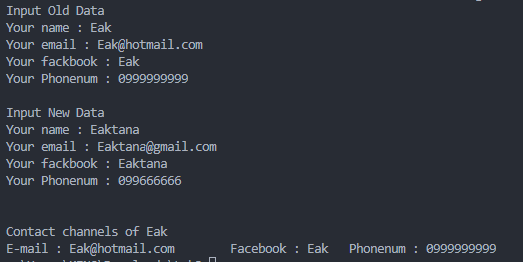 Input Old Data
Your name : Eak
Your email : Eak@hotmail.com
Your fackbook : Eak
Your Phonenum : 0999999999
Input New Data
Your name : Eaktana
Your email : Eaktana@gmail.com
Your fackbook : Eaktana
Your Phonenum : 099666666
Contact channels of Eak
E-mail : Eak@hotmail.com Facebook : Eak Phonenum : 0999999999